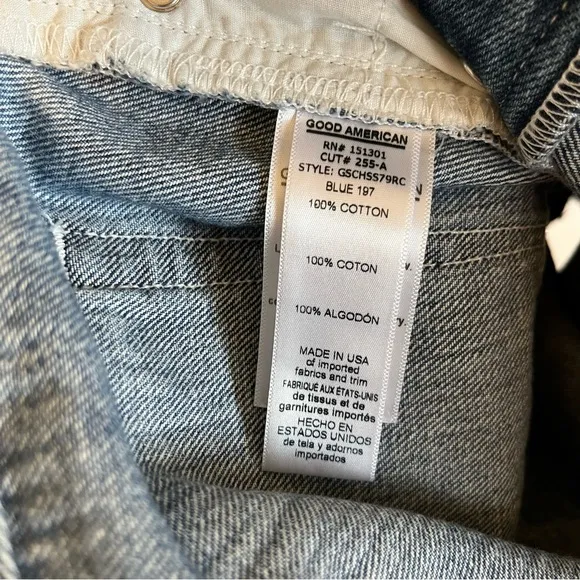 GOOD AMERICAN
RN# 151301
CUT# 255-A
STYLE: GSCHSS79RC
BLUE 197
100% COTTON
100% COTON
100% ALGODÓN
MADE IN USA
of imported
fabrics and trim
FABRIQUÉ AUX ÉTATS-UNIS
de tissus et de
garnitures importés
HECHO EN
ESTADOS UNIDOS
de tela y adornos
importados